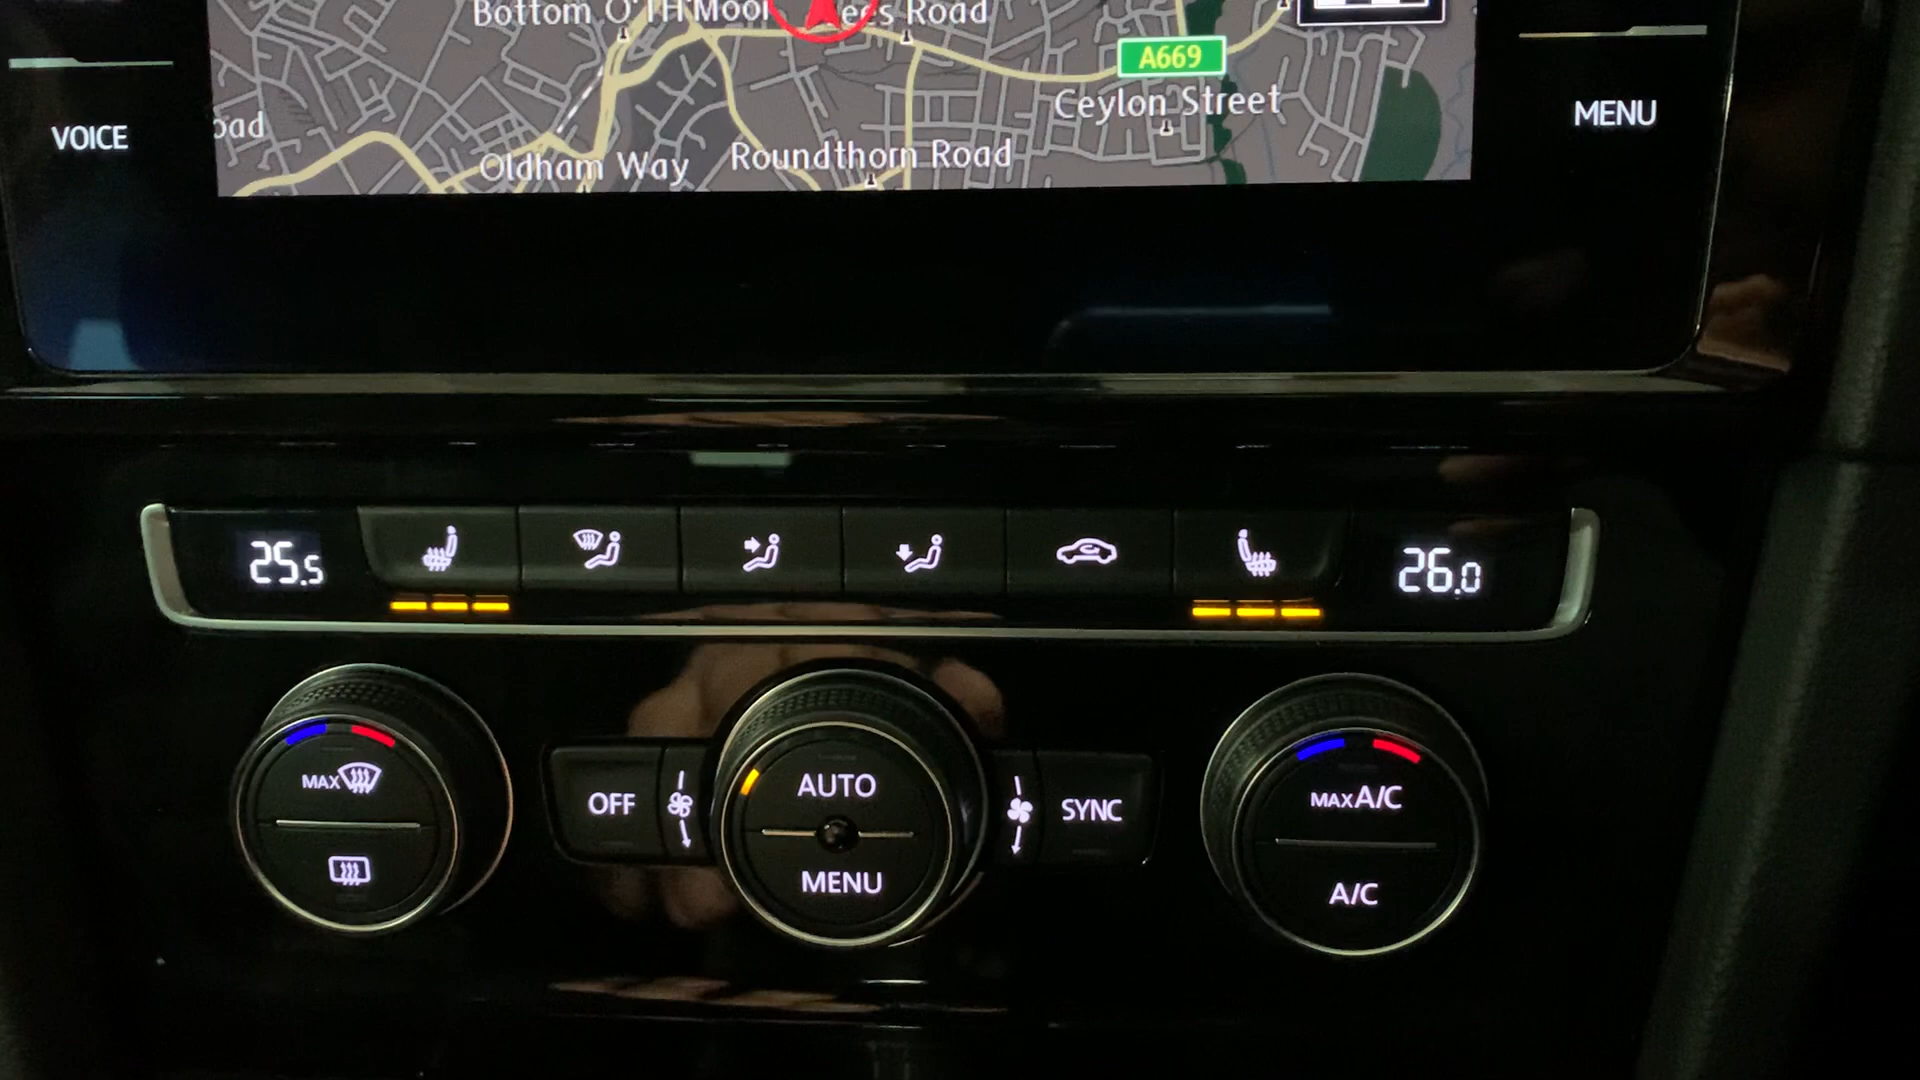 Bottom O'TH'Moor
ees Road
A669
VOICE
MENU
Ceylon Street
oad
Oldham Way
Roundthorn Road
25.5
26.0
MAX
AUTO
MAX A/C
OFF
SYNC
MENU
A/C